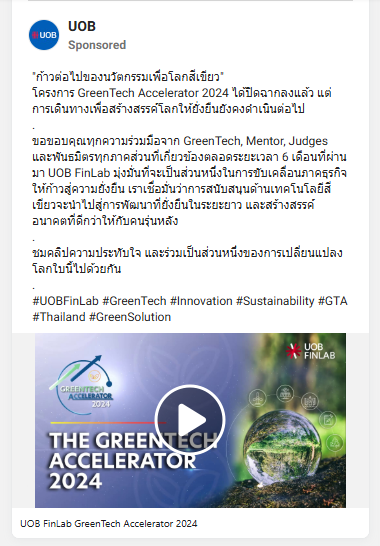 UOB
Sponsored
"ก้าวต่อไปของนวัตกรรมเพื่อโลกสีเขียว"
โครงการ GreenTech Accelerator 2024 ได้ปิดฉากลงแล้ว แต่
การเดินทางเพื่อสร้างสรรค์โลกให้ยั่งยืนยังคงดำเนินต่อไป
.
ขอขอบคุณทุกความร่วมมือจาก GreenTech, Mentor, Judges
และพันธมิตรทุกภาคส่วนที่เกี่ยวข้องตลอดระยะเวลา 6 เดือนที่ผ่าน
มา UOB FinLab มุ่งมั่นที่จะเป็นส่วนหนึ่งในการขับเคลื่อนภาคธุรกิจ
ให้ก้าวสู่ความยั่งยืน เราเชื่อมั่นว่าการสนับสนุนด้านเทคโนโลยีสี
เขียวจะนำไปสู่การพัฒนาที่ยั่งยืนในระยะยาว และสร้างสรรค์
อนาคตที่ดีกว่าให้กับคนรุ่นหลัง
.
ชมคลิปความประทับใจ และร่วมเป็นส่วนหนึ่งของการเปลี่ยนแปลง
โลกใบนี้ไปด้วยกัน
.
#UOBFinLab #GreenTech #Innovation #Sustainability #GTA
#Thailand #GreenSolution
UOB
FINLAB
GREENTECH
ACCELERATOR
2024
THE GREENTECH
ACCELERATOR
2024
UOB FinLab GreenTech Accelerator 2024